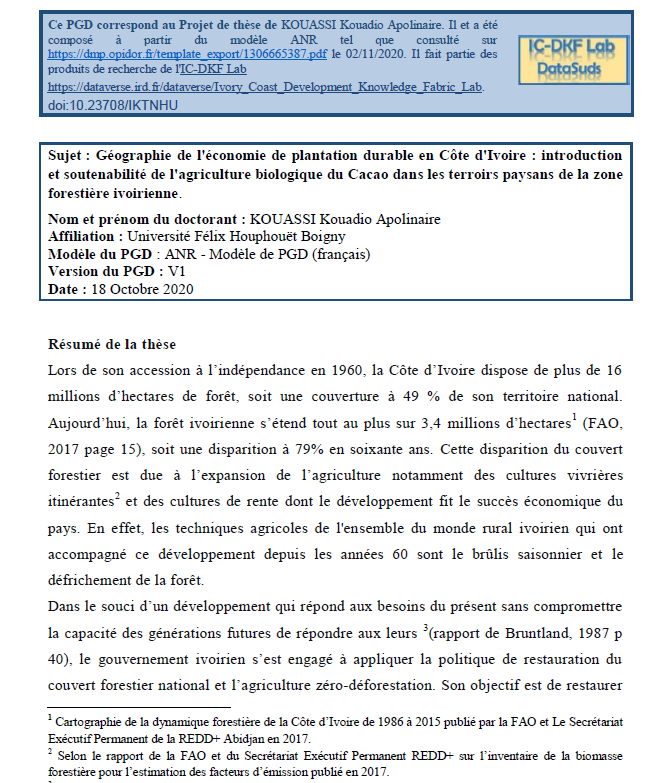 Ce PGD correspond au Projet de thèse de KOUASSI Kouadio Apolinaire. Il et a été
composé à partir du modèle ANR tel que consulté sur
https://dmp.opidor.fr/template_export/1306665387.pdf le 02/11/2020. Il fait partie des
produits de recherche de l'IC-DKF Lab
https://dataverse.ird.fr/dataverse/Ivory_Coast_Development_Knowledge_Fabric_Lab.
doi:10.23708/IKTNHU
IC-DKF Lab
DataSuds
Sujet : Géographie de l'économie de plantation durable en Côte d'Ivoire : introduction
et soutenabilité de l'agriculture biologique du Cacao dans les terroirs paysans de la zone
forestière ivoirienne.
Nom et prénom du doctorant : KOUASSI Kouadio Apolinaire
Affiliation : Université Félix Houphouët Boigny
Modèle du PGD : ANR - Modèle de PGD (français)
Version du PGD : V1
Date : 18 Octobre 2020
Résumé de la thèse
Lors de son accession à l’indépendance en 1960, la Côte d’Ivoire dispose de plus de 16
millions d’hectares de forêt, soit une couverture à 49 % de son territoire national.
Aujourd’hui, la forêt ivoirienne s’étend tout au plus sur 3,4 millions d’hectares1 (FAO,
2017 page 15), soit une disparition à 79% en soixante ans. Cette disparition du couvert
forestier est due à l’expansion de l’agriculture notamment des cultures vivrières
itinérantes2 et des cultures de rente dont le développement fit le succès économique du
pays. En effet, les techniques agricoles de l'ensemble du monde rural ivoirien qui ont
accompagné ce développement depuis les années 60 sont le brûlis saisonnier et le
défrichement de la forêt.
Dans le souci d’un développement qui répond aux besoins du présent sans compromettre
la capacité des générations futures de répondre aux leurs 3(rapport de Bruntland, 1987 p
40), le gouvernement ivoirien s’est engagé à appliquer la politique de restauration du
couvert forestier national et l’agriculture zéro-déforestation. Son objectif est de restaurer
1 Cartographie de la dynamique forestière de la Côte d’Ivoire de 1986 à 2015 publié par la FAO et Le Secrétariat
Exécutif Permanent de la REDD+ Abidjan en 2017.
2 Selon le rapport de la FAO et du Secrétariat Exécutif Permanent REDD+ sur l’inventaire de la biomasse
forestière pour l’estimation des facteurs d’émission publié en 2017.